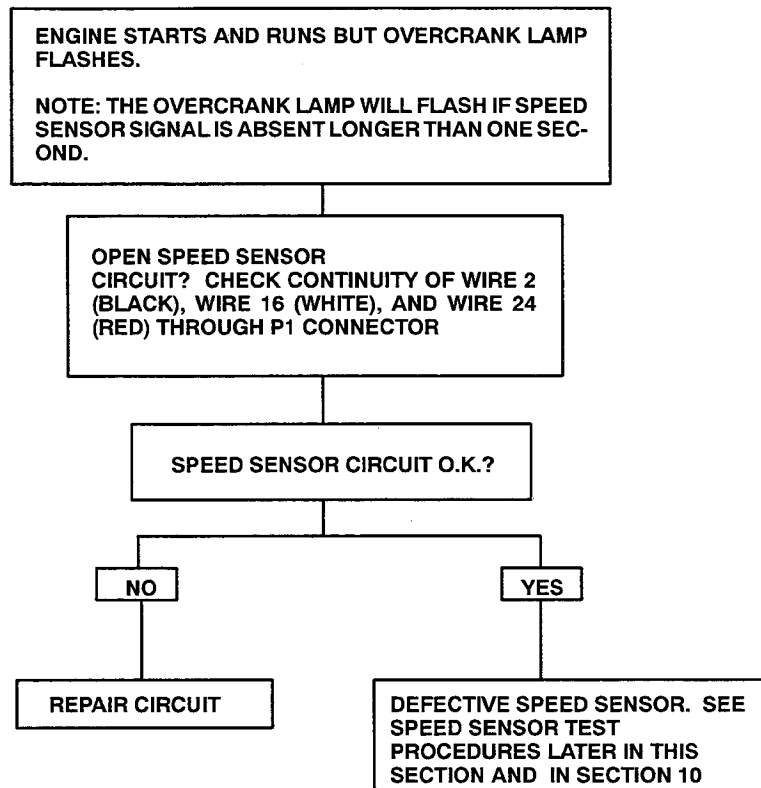 ENGINE STARTS AND RUNS BUT OVERCRANK LAMP
FLASHES.
NOTE: THE OVERCRANK LAMP WILL FLASH IF SPEED
SENSOR SIGNAL IS ABSENT LONGER THAN ONE SEC-
OND.
OPEN SPEED SENSOR
CIRCUIT? CHECK CONTINUITY OF WIRE 2
(BLACK), WIRE 16 (WHITE), AND WIRE 24
(RED) THROUGH P1 CONNECTOR
SPEED SENSOR CIRCUIT O.K.?
NO
YES
REPAIR CIRCUIT
DEFECTIVE SPEED SENSOR. SEE
SPEED SENSOR TEST
PROCEDURES LATER IN THIS
SECTION AND IN SECTION 10